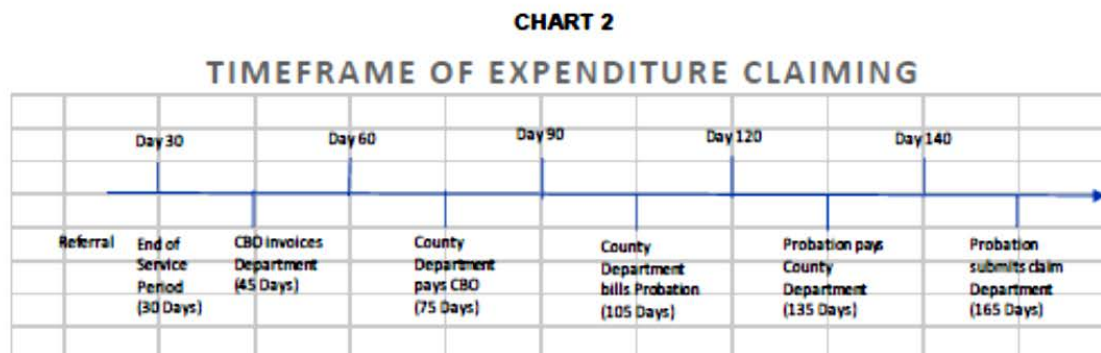 CHART 2
TIMEFRAME OF EXPENDITURE CLAIMING
Day 30
Day 60
Day 90
Day 120
Day 140
Referral
End of
Service
Period
(30 Days)
CBO invoices
Department
(45 Days)
County
Department
pays CBO
(75 Days)
County
Department
bills Probation
(105 Days)
Probation pays
County
Department
(135 Days)
Probation
submits claim
Department
(165 Days)